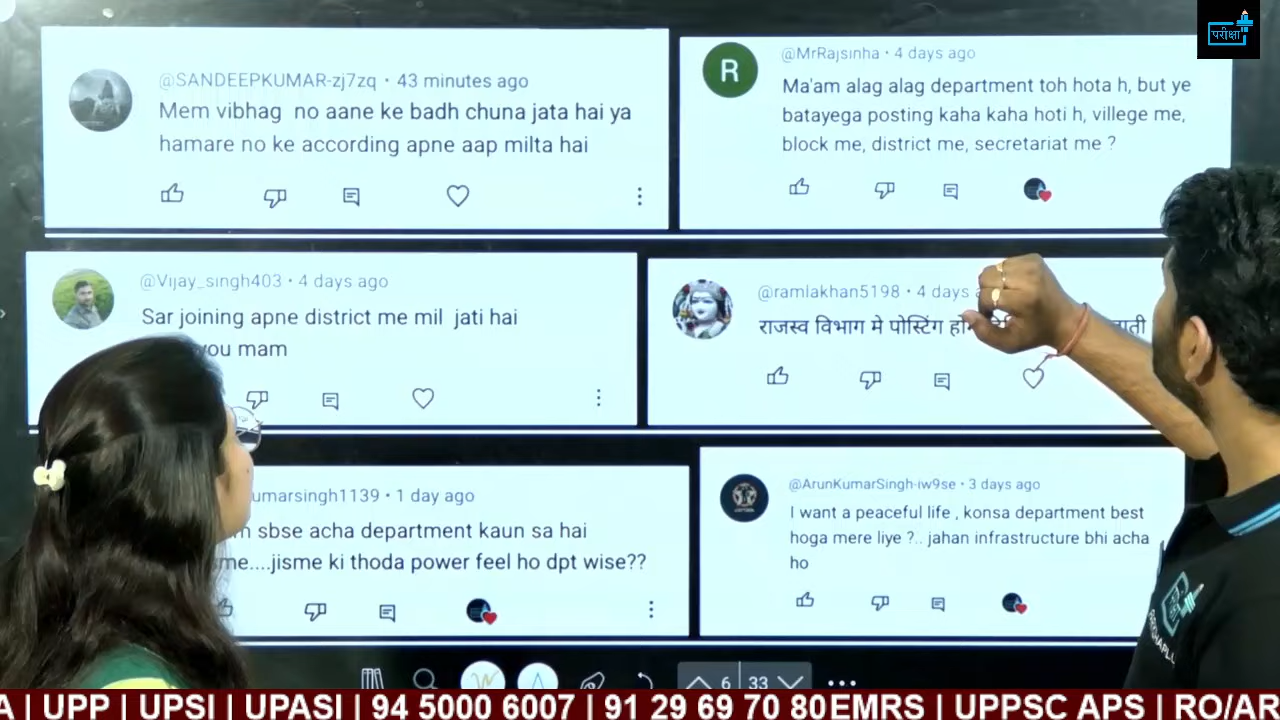 परीक्षा
@SANDEEPKUMAR-zj7zq • 43 minutes ago
Mem vibhag no aane ke badh chuna jata hai ya
hamare no ke according apne aap milta hai
@MrRajsinha • 4 days ago
Ma'am alag alag department toh hota h, but ye
batayega posting kaha kaha hoti h, villege me,
block me, district me, secretariat me ?
@Vijay_singh403 • 4 days ago
Sar joining apne district me mil jati hai
you mam
@ramlakhan5198 • 4 days
राजस्व विभाग मे पोस्टिंग
umarsingh1139 • 1 day ago
sbse acha department kaun sa hai
me....jisme ki thoda power feel ho dpt wise??
@ArunKumarSingh-iw9se • 3 days ago
I want a peaceful life , konsa department best
hoga mere liye ?.. jahan infrastructure bhi acha
ho
6 33
A | UPP | UPSI | UPASI | 94 5000 6007 | 91 29 69 70 80 EMRS | UPPSC APS | RO/AR